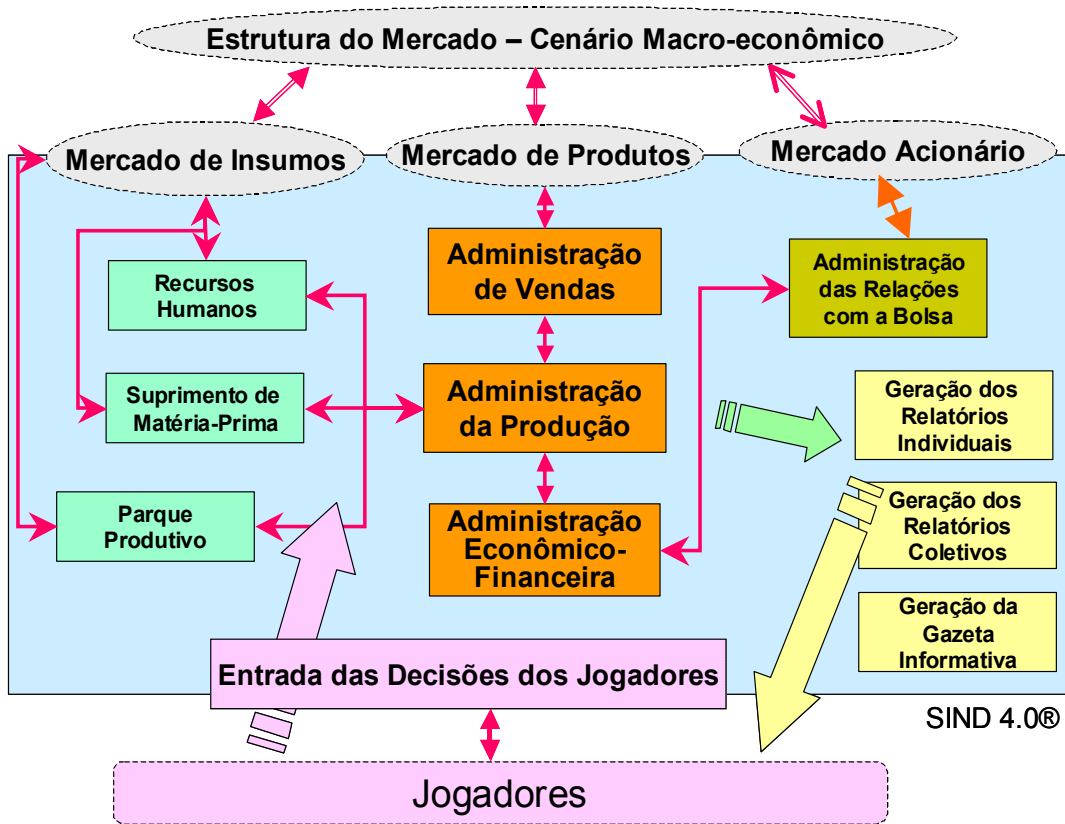 Estrutura do Mercado – Cenário Macro-econômico
Mercado de Insumos
Mercado de Produtos
Mercado Acionário
Administração
de Vendas
Administração
das Relações
com a Bolsa
Recursos
Humanos
Suprimento de
Matéria-Prima
Administração
da Produção
Geração dos
Relatórios
Individuais
Parque
Produtivo
Administração
Econômico-
Financeira
Geração dos
Relatórios
Coletivos
Geração da
Gazeta
Informativa
Entrada das Decisões dos Jogadores
SIND 4.0®
Jogadores